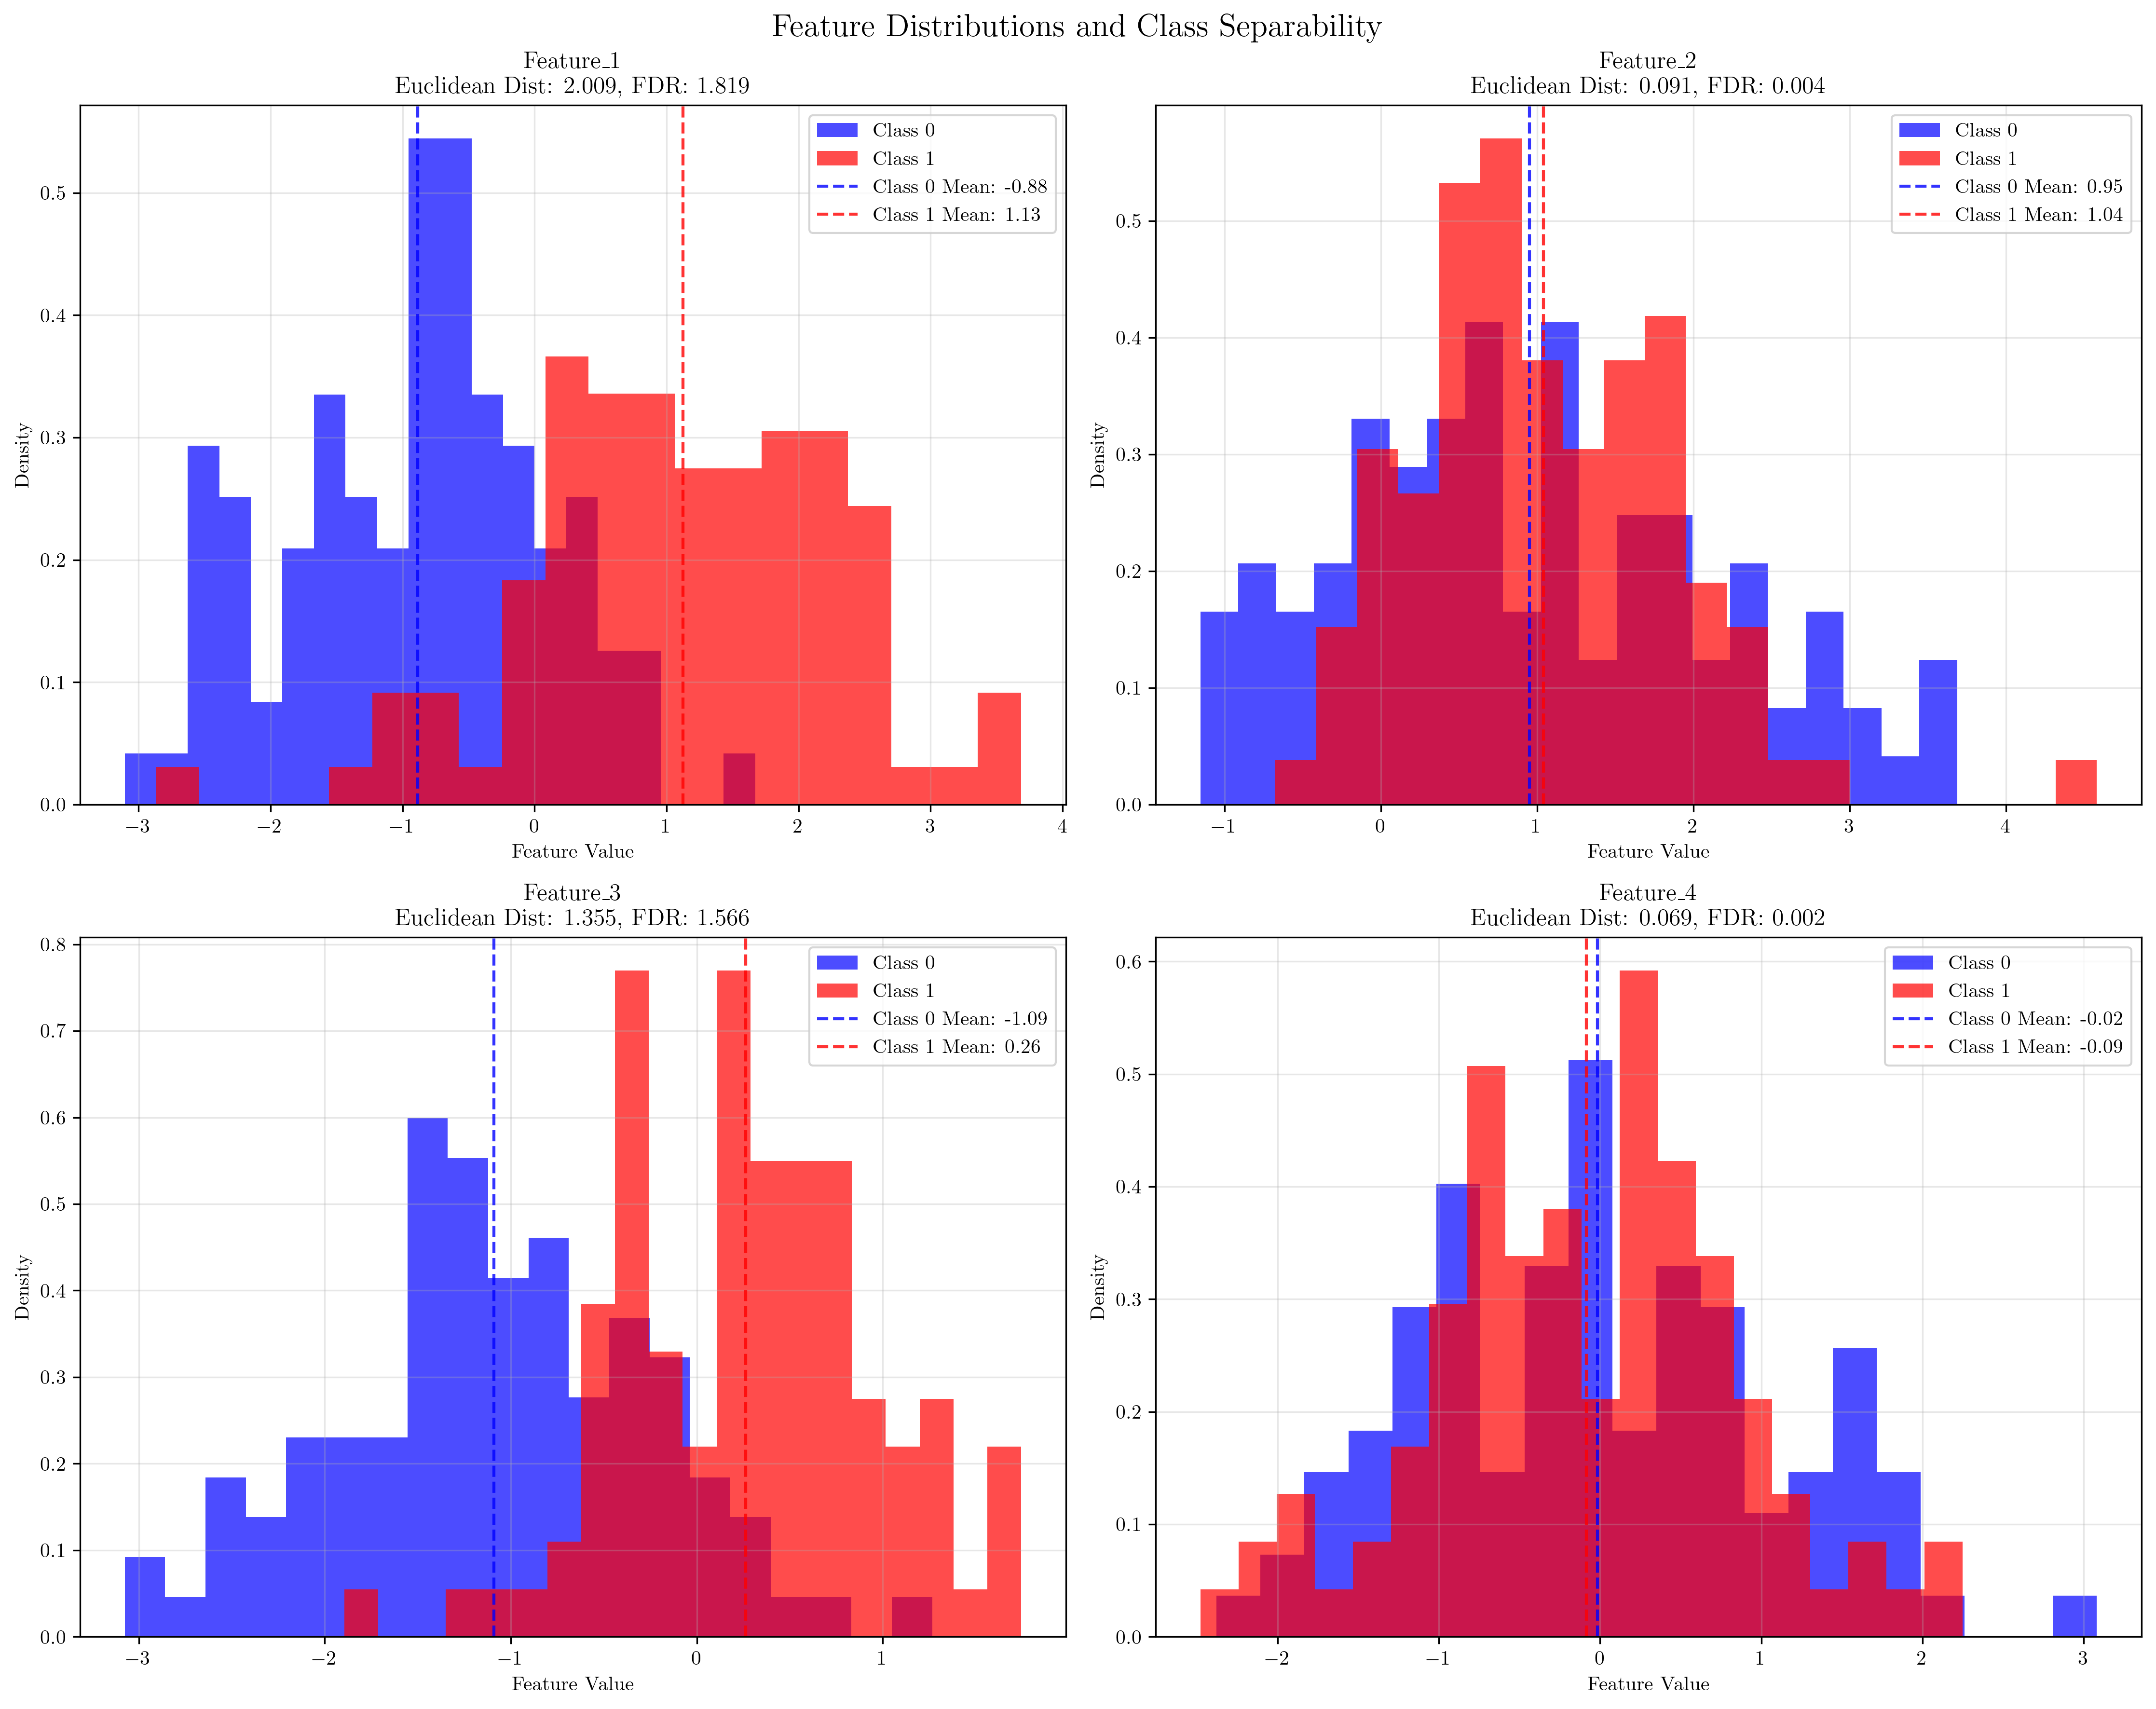 Feature Distributions and Class Separability
Feature_1
Euclidean Dist: 2.009, FDR: 1.819
Class 0
Class 1
Class 0 Mean: -0.88
Class 1 Mean: 1.13
Density
0.5
0.4
0.3
0.2
0.1
0.0
−3 −2 −1 0 1 2 3 4
Feature Value
Feature_2
Euclidean Dist: 0.091, FDR: 0.004
Class 0
Class 1
Class 0 Mean: 0.95
Class 1 Mean: 1.04
Density
0.5
0.4
0.3
0.2
0.1
0.0
−1 0 1 2 3 4
Feature Value
Feature_3
Euclidean Dist: 1.355, FDR: 1.566
Class 0
Class 1
Class 0 Mean: -1.09
Class 1 Mean: 0.26
Density
0.8
0.7
0.6
0.5
0.4
0.3
0.2
0.1
0.0
−3 −2 −1 0 1
Feature Value
Feature_4
Euclidean Dist: 0.069, FDR: 0.002
Class 0
Class 1
Class 0 Mean: -0.02
Class 1 Mean: -0.09
Density
0.6
0.5
0.4
0.3
0.2
0.1
0.0
−2 −1 0 1 2 3
Feature Value